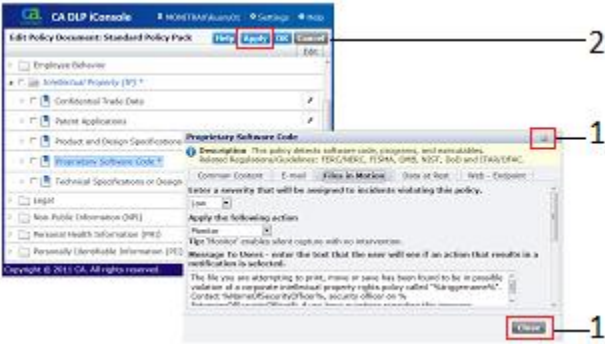 CA DLP iConsole
Settings
Help
Edit Policy Document: Standard Policy Pack
Help Apply OK Cancel
Edit
2
Employee Behavior
Intellectual Property (IP) *
Confidential Trade Data
Patent Applications
Product and Design Specifications
Proprietary Software Code *
Technical Specifications or Design
Legal
Non-Public Information (NPI)
Personal Health Information (PHI)
Personally Identifiable Information (PII)
Copyright © 2011 CA. All rights reserved.
Proprietary Software Code
1
Description This policy detects software code, programs, and executables.
Related Regulations/Guidelines: FERC/NERC, FISMA, OMB, NIST, DoD and ITAR/OFAC.
Common Content E-mail Files in Motion Data at Rest Web - Endpoint
Enter a severity that will be assigned to incidents violating this policy.
Low
Apply the following action
Monitor
Tip: 'Monitor' enables silent capture with no intervention.
Message To Users - enter the text that the user will see if an action that results in a
notification is selected.
The file you are attempting to print, move or save has been found to be in possible
violation of a corporate intellectual property rights policy called
Contact %NameOfSecurityOfficer%, security officer on %
Close
1